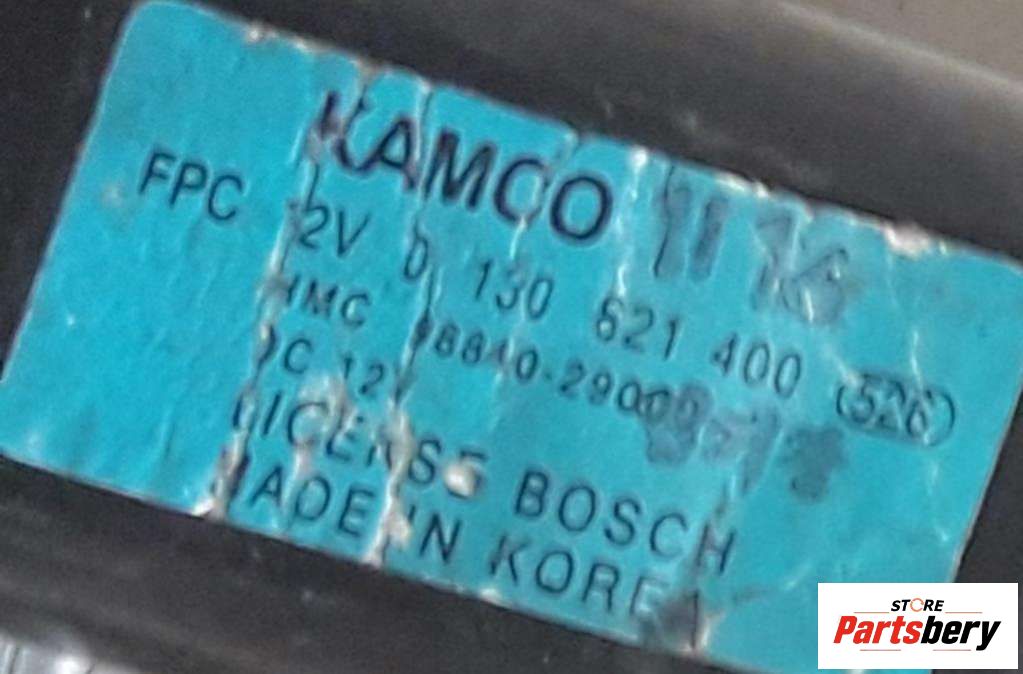 KAMCO
FPC 12V 0 130 621 400 526
HMC 98840-29000
DC 12V
LICENSE BOSCH
MADE IN KOREA
STORE
Partsbery